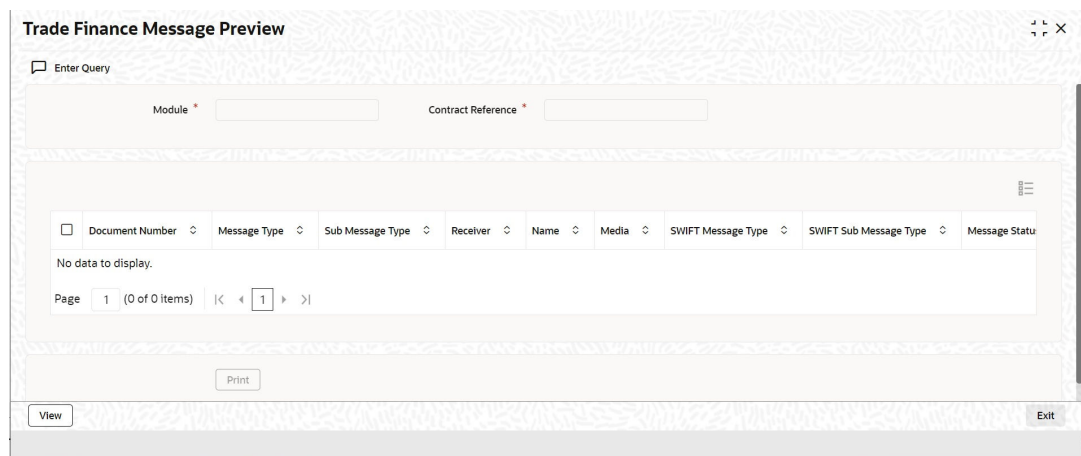 Trade Finance Message Preview
Enter Query
Module * Contract Reference *
Document Number Message Type Sub Message Type Receiver Name Media SWIFT Message Type SWIFT Sub Message Type Message Statu
No data to display.
Page 1 (0 of 0 items) 1
Print
View Exit